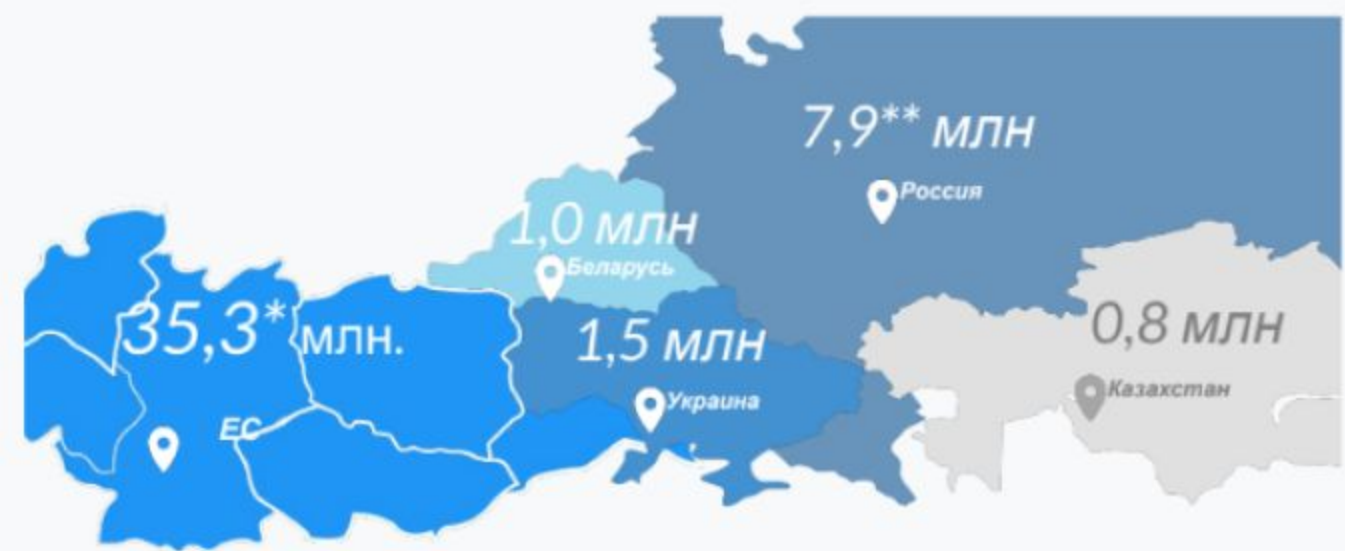 7,9** млн
Россия
1,0 млн
Беларусь
35,3* млн.
ЕС
1,5 млн
Украина
0,8 млн
Казахстан